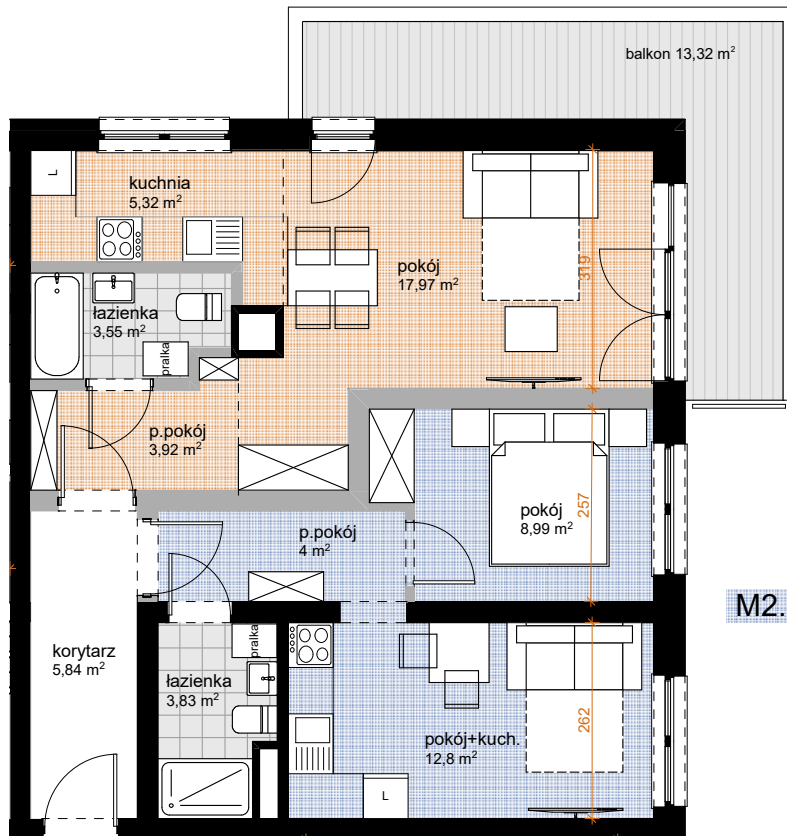 balkon 13,32 m²
L
kuchnia
5,32 m²
pokój
17,97 m²
319
łazienka
3,55 m²
pralka
p.pokój
3,92 m²
pokój
8,99 m²
257
p.pokój
4 m²
M2.
korytarz
5,84 m²
łazienka
3,83 m²
pralka
pokój+kuch.
12,8 m²
262
L